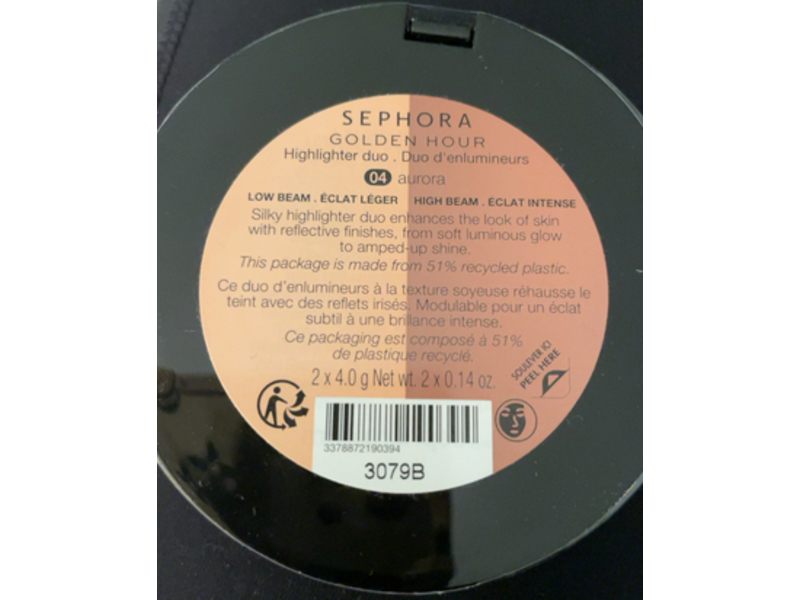 SEPHORA
GOLDEN HOUR
Highlighter duo . Duo d'enlumineurs
04 aurora
LOW BEAM . ÉCLAT LÉGER HIGH BEAM . ÉCLAT INTENSE
Silky highlighter duo enhances the look of skin
with reflective finishes, from soft luminous glow
to amped-up shine.
This package is made from 51% recycled plastic.
Ce duo d'enlumineurs à la texture soyeuse réhausse le
teint avec des reflets irisés. Modulable pour un éclat
subtil à une brillance intense.
Ce packaging est composé à 51%
de plastique recyclé.
2 x 4.0 g Net wt. 2 x 0.14 oz.
SOULEVER ICI
PEEL HERE
3378872190394
3079B